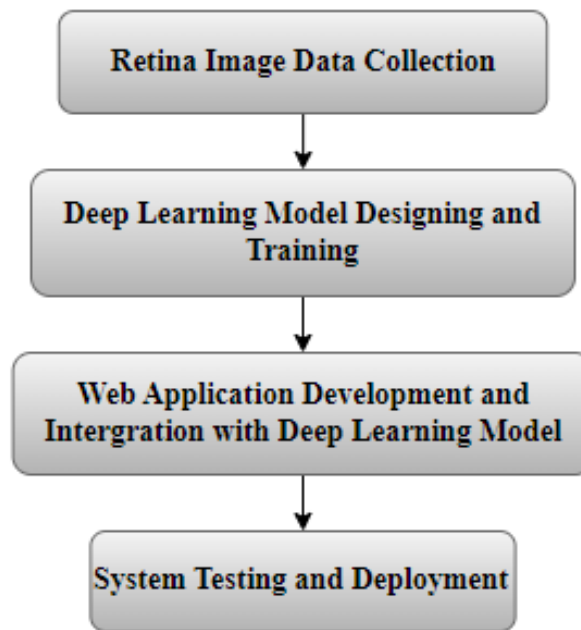 Retina Image Data Collection
Deep Learning Model Designing and
Training
Web Application Development and
Intergration with Deep Learning Model
System Testing and Deployment